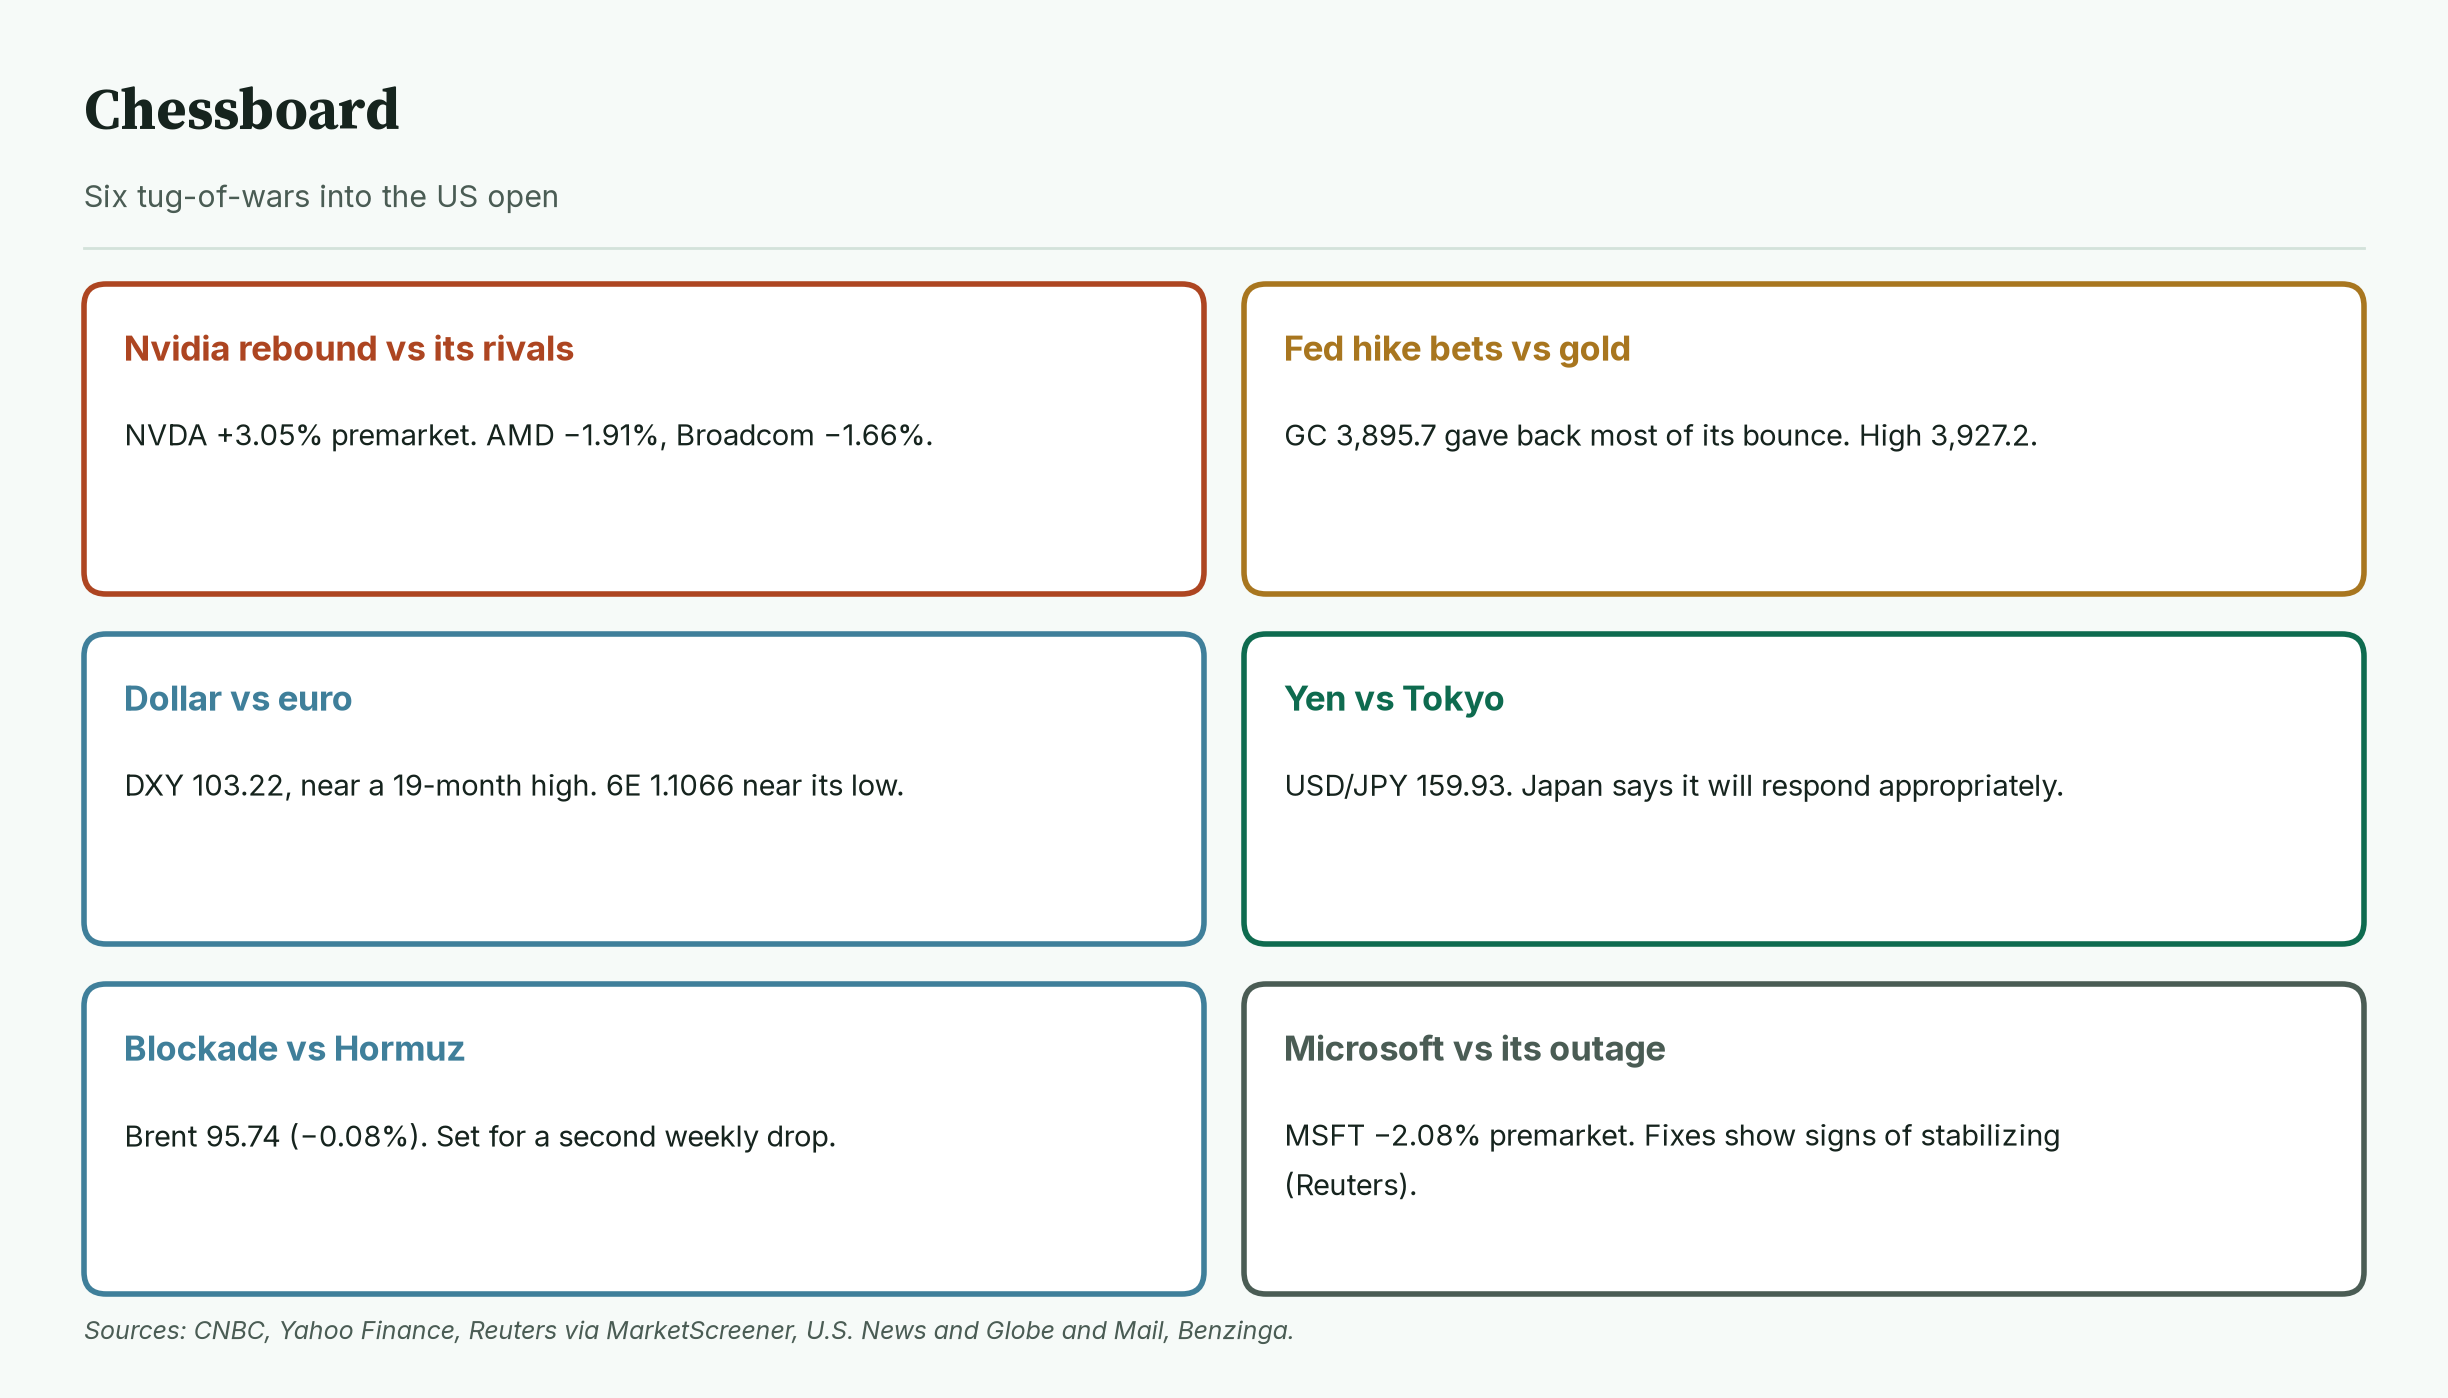 Chessboard
Six tug-of-wars into the US open
Nvidia rebound vs its rivals
NVDA +3.05% premarket. AMD −1.91%, Broadcom −1.66%.
Fed hike bets vs gold
GC 3,895.7 gave back most of its bounce. High 3,927.2.
Dollar vs euro
DXY 103.22, near a 19-month high. 6E 1.1066 near its low.
Yen vs Tokyo
USD/JPY 159.93. Japan says it will respond appropriately.
Blockade vs Hormuz
Brent 95.74 (−0.08%). Set for a second weekly drop.
Microsoft vs its outage
MSFT −2.08% premarket. Fixes show signs of stabilizing
(Reuters).
Sources: CNBC, Yahoo Finance, Reuters via MarketScreener, U.S. News and Globe and Mail, Benzinga.